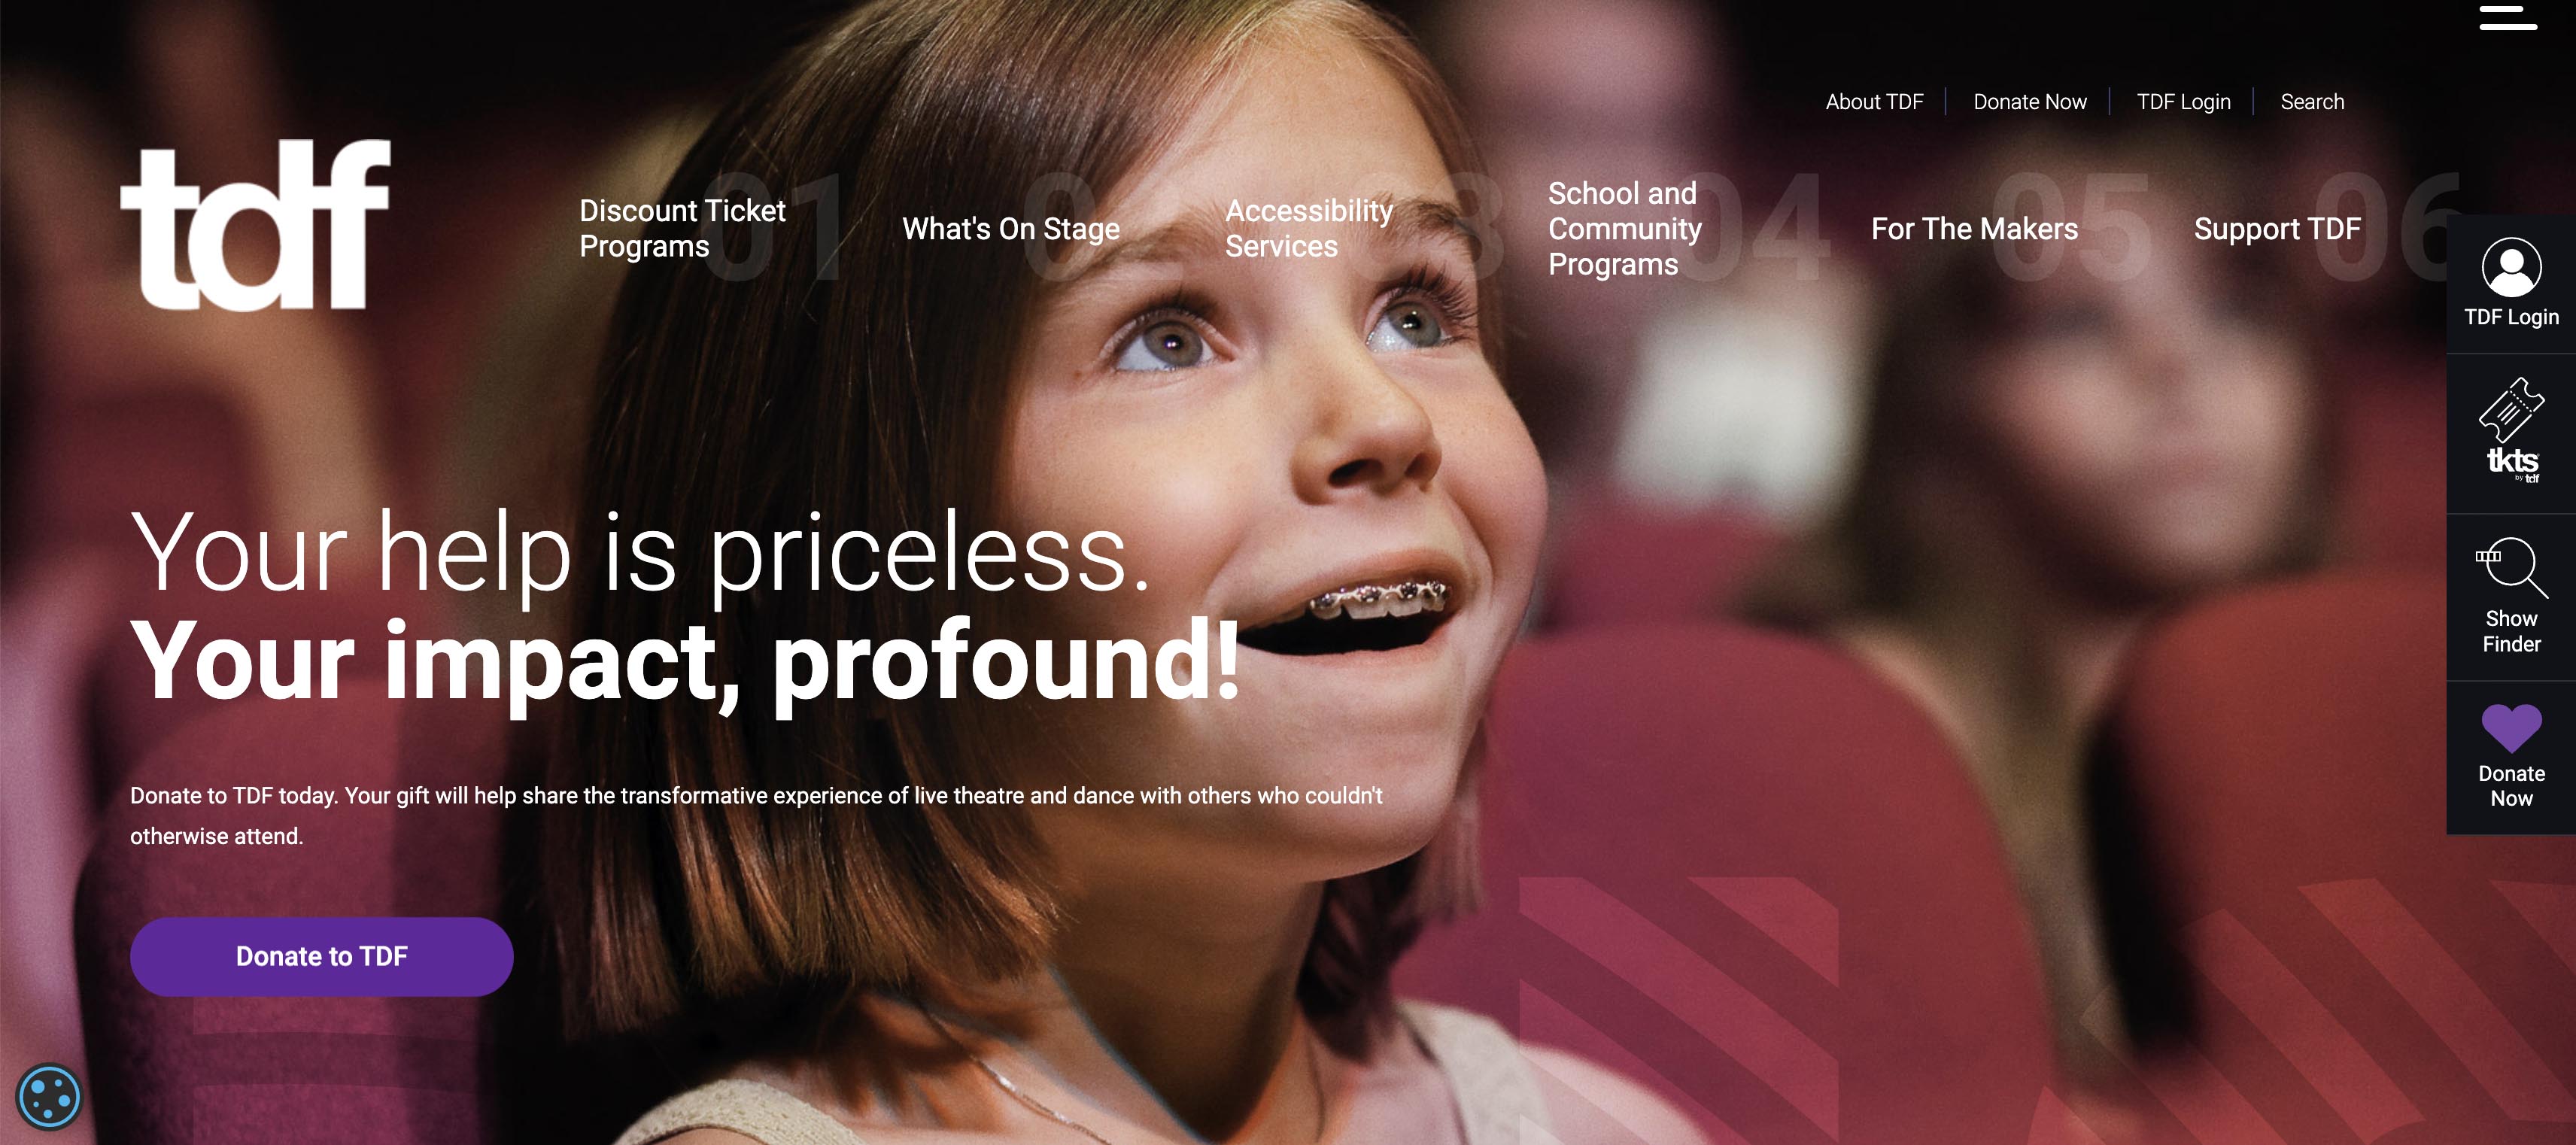 About TDF
Donate Now
TDF Login
Search
tdf
01
Discount Ticket
Programs
What's On Stage
Accessibility
Services
04
School and
Community
Programs
05
For The Makers
06
Support TDF
TDF Login
tkts
by tdf
Show
Finder
Donate
Now
Your help is priceless.
Your impact, profound!
Donate to TDF today. Your gift will help share the transformative experience of live theatre and dance with others who couldn't
otherwise attend.
Donate to TDF